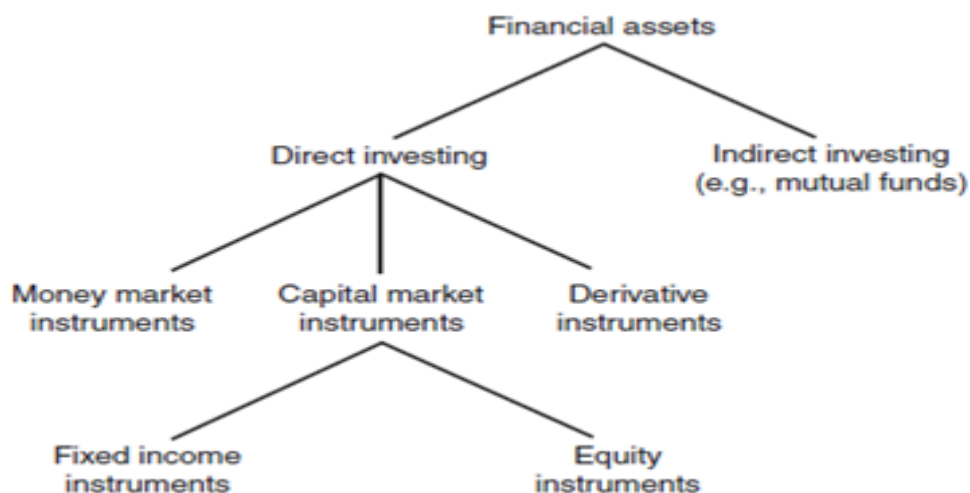 Financial assets
Direct investing
Indirect investing
(e.g., mutual funds)
Money market
instruments
Capital market
instruments
Derivative
instruments
Fixed income
instruments
Equity
instruments